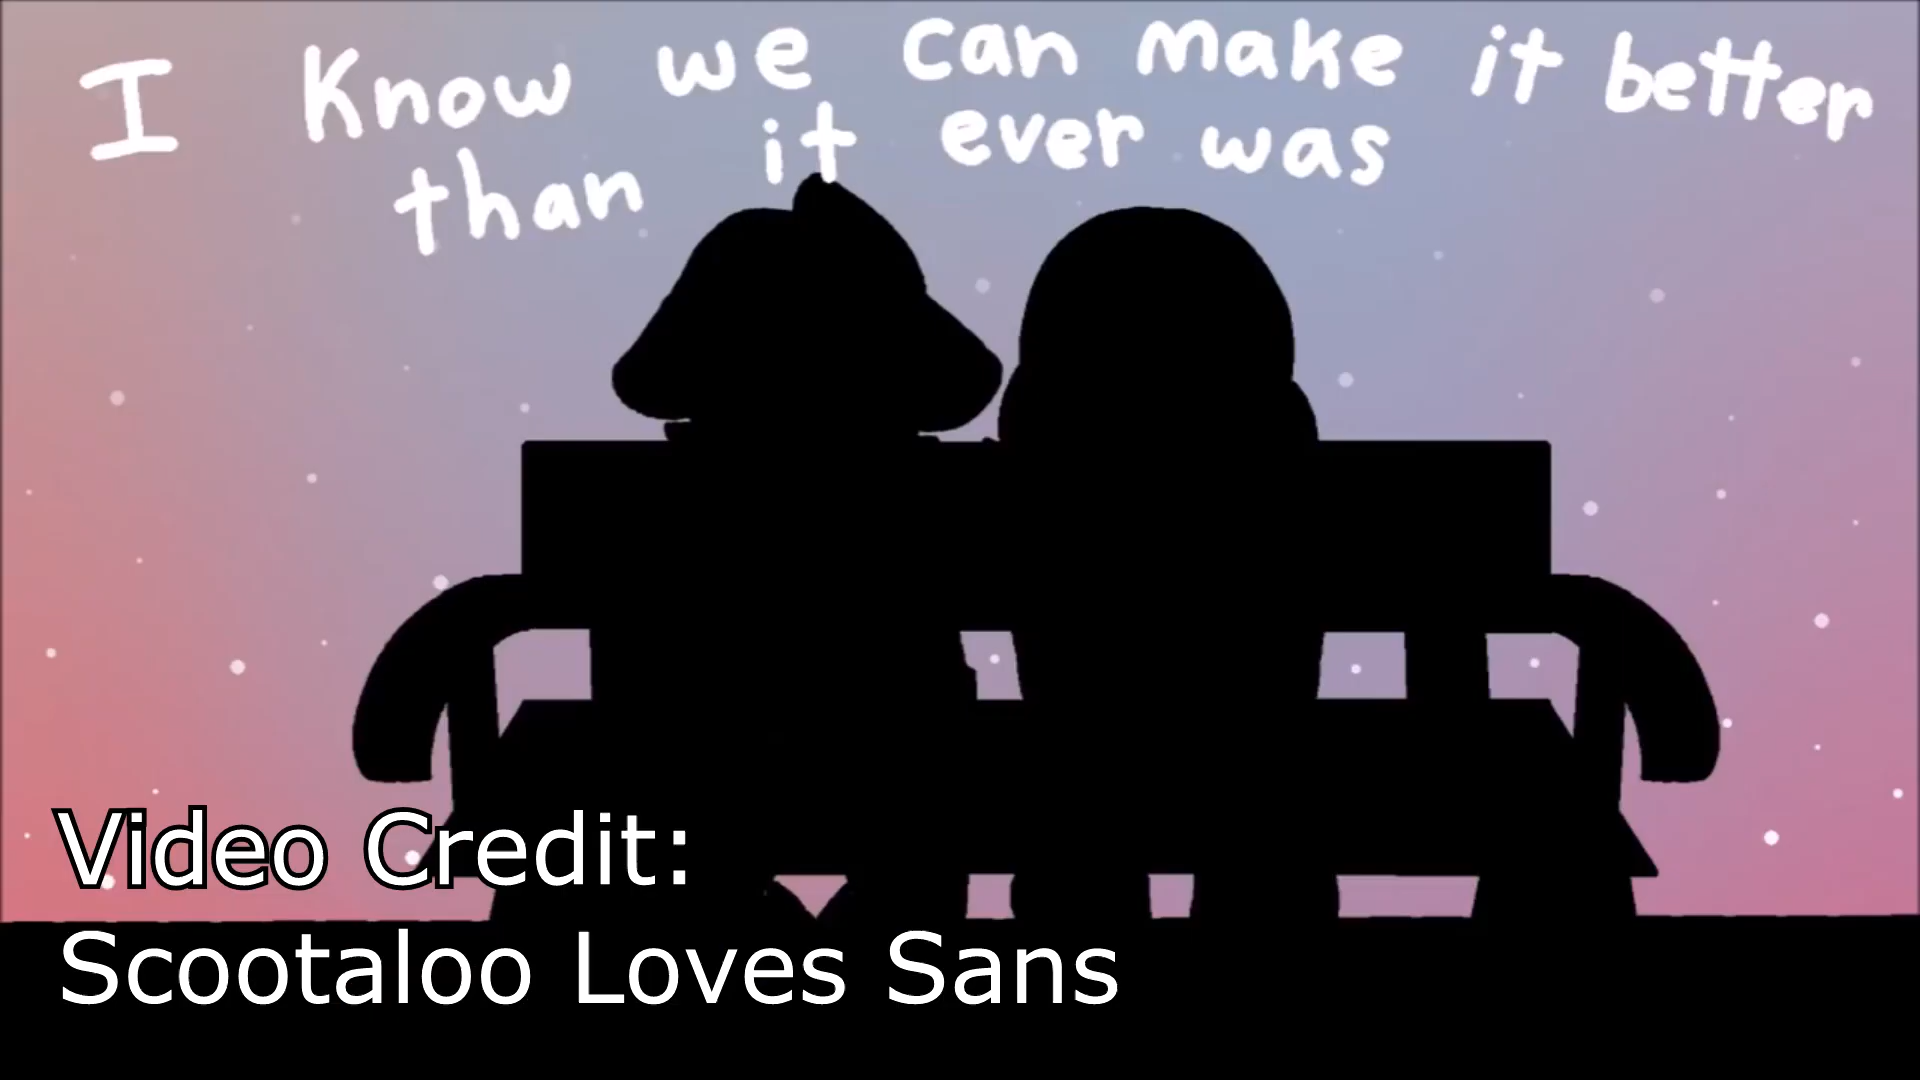 I know we can make it better
than it ever was
Video Credit:
Scootaloo Loves Sans